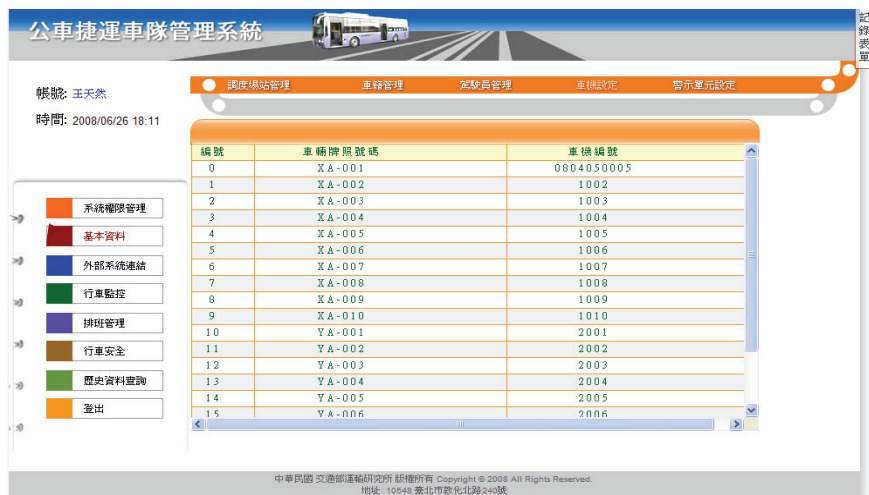 公車捷運車隊管理系統
記錄表單
帳號: 王天然
時間: 2008/06/26 18:11
調度場站管理 車輛管理 駕駛員管理 車機設定 警示單元設定
編號 車輛牌照號碼 車機編號
0 XA-001 0804050005
1 XA-002 1002
2 XA-003 1003
3 XA-004 1004
4 XA-005 1005
5 XA-006 1006
6 XA-007 1007
7 XA-008 1008
8 XA-009 1009
9 XA-010 1010
10 YA-001 2001
11 YA-002 2002
12 YA-003 2003
13 YA-004 2004
14 YA-005 2005
15 YA-006 2006
系統權限管理
基本資料
外部系統連結
行車監控
排班管理
行車安全
歷史資料查詢
登出
中華民國 交通部運輸研究所 版權所有 Copyright © 2008 All Rights Reserved.
地址: 10548 臺北市敦化北路240號